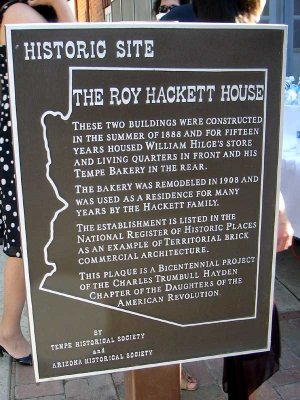 HISTORIC SITE
THE ROY HACKETT HOUSE
THESE TWO BUILDINGS WERE CONSTRUCTED
IN THE SUMMER OF 1888 AND FOR FIFTEEN
YEARS HOUSED WILLIAM HILGE'S STORE
AND LIVING QUARTERS IN FRONT AND HIS
TEMPE BAKERY IN THE REAR.
THE BAKERY WAS REMODELED IN 1908 AND
WAS USED AS A RESIDENCE FOR MANY
YEARS BY THE HACKETT FAMILY.
THE ESTABLISHMENT IS LISTED IN THE
NATIONAL REGISTER OF HISTORIC PLACES
AS AN EXAMPLE OF TERRITORIAL BRICK
COMMERCIAL ARCHITECTURE.
THIS PLAQUE IS A BICENTENNIAL PROJECT
OF THE CHARLES TRUMBULL HAYDEN
CHAPTER OF THE DAUGHTERS OF THE
AMERICAN REVOLUTION.
BY
TEMPE HISTORICAL SOCIETY
and
ARIZONA HISTORICAL SOCIETY